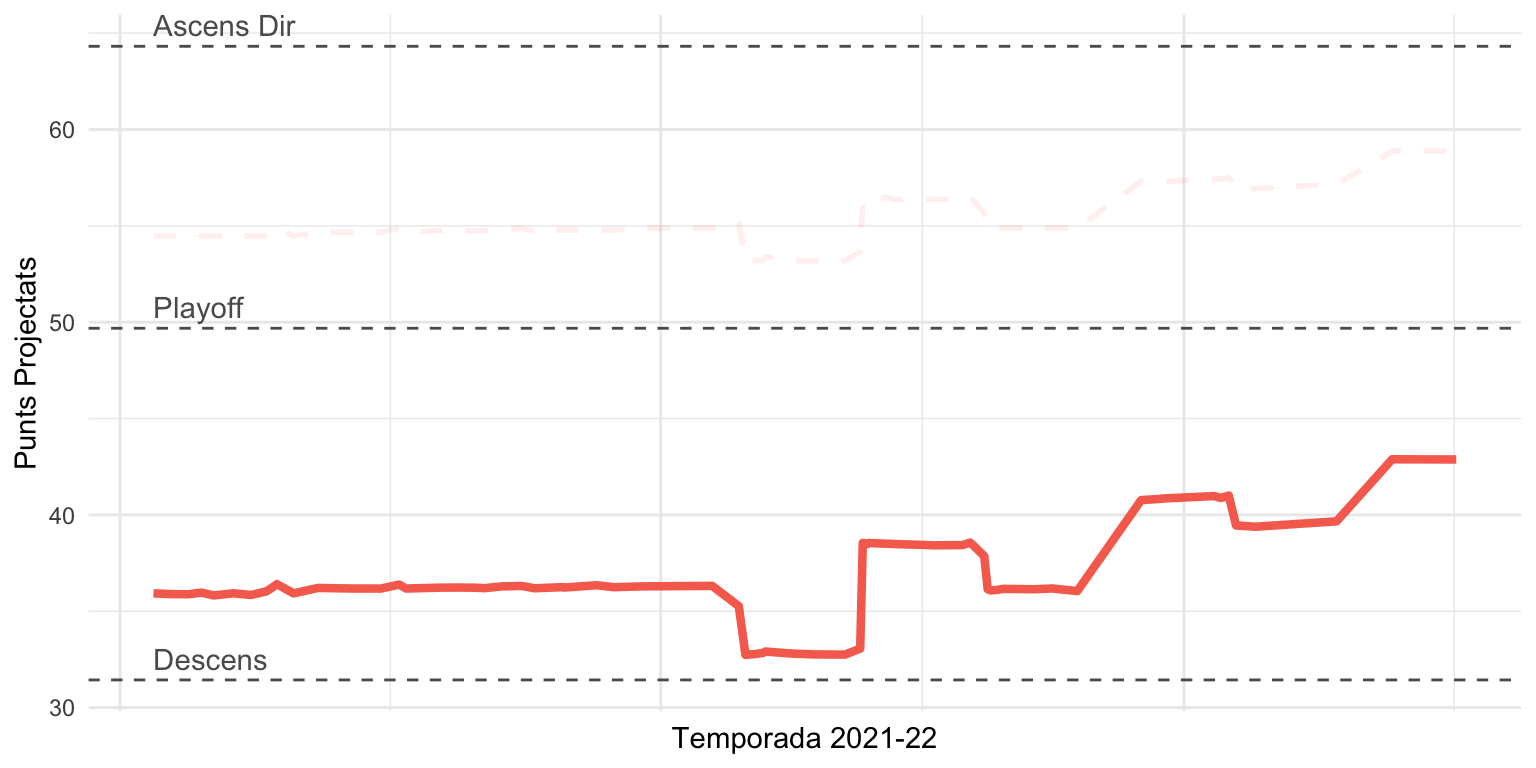 Ascens Dir
60
Playoff
50
Punts Projectats
40
Descens
30
Temporada 2021-22